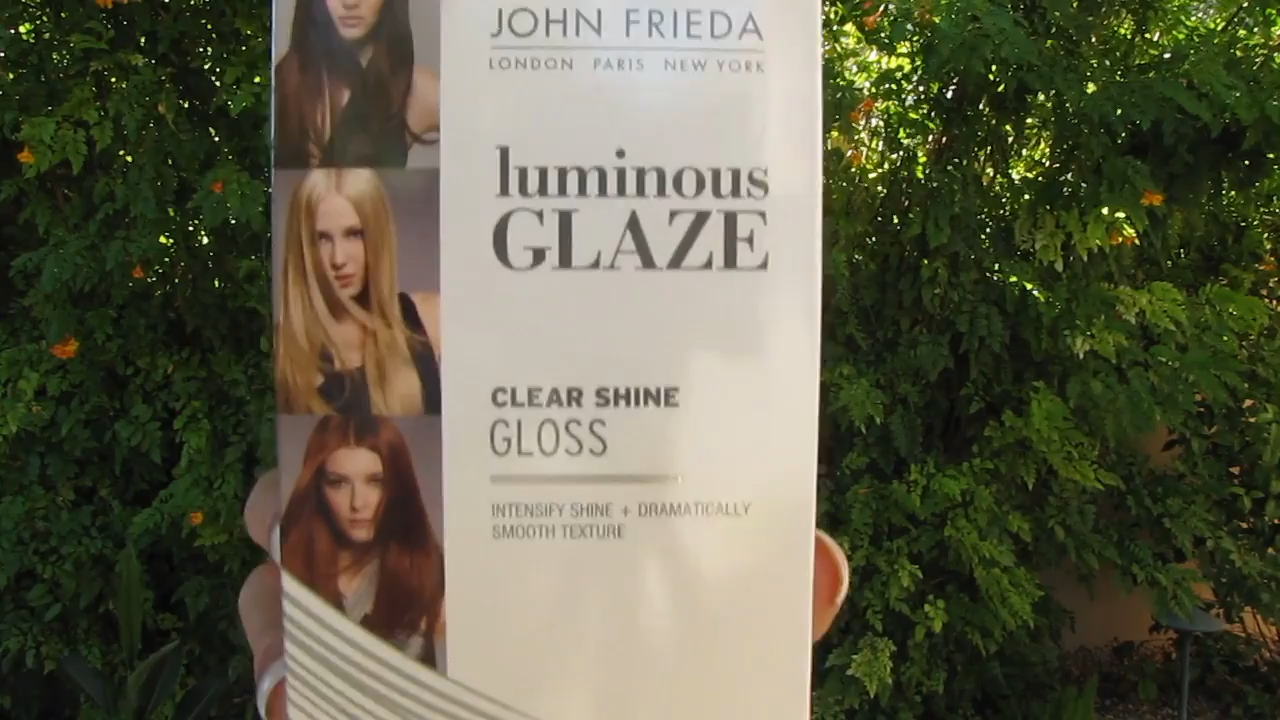 JOHN FRIEDA
LONDON PARIS NEW YORK
luminous
GLAZE
CLEAR SHINE
GLOSS
INTENSIFY SHINE + DRAMATICALLY
SMOOTH TEXTURE